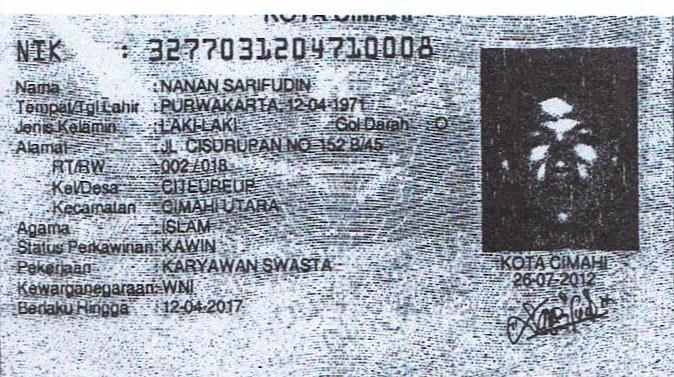 KOTA CIMAHI
NIK : 3277031204710008
Nama : NANAN SARIFUDIN
Tempat/Tgl Lahir : PURWAKARTA, 12-04-1971
Jenis Kelamin : LAKI-LAKI Gol Darah O
Alamat : JL. CISURUPAN NO 152 B/45
RT/RW : 002 / 018
Kel/Desa : CITEUREUP
Kecamatan : CIMAHI UTARA
Agama : ISLAM
Status Perkawinan: KAWIN
Pekerjaan : KARYAWAN SWASTA
Kewarganegaraan: WNI
Berlaku Hingga : 12-04-2017
KOTA CIMAHI
26-07-2012